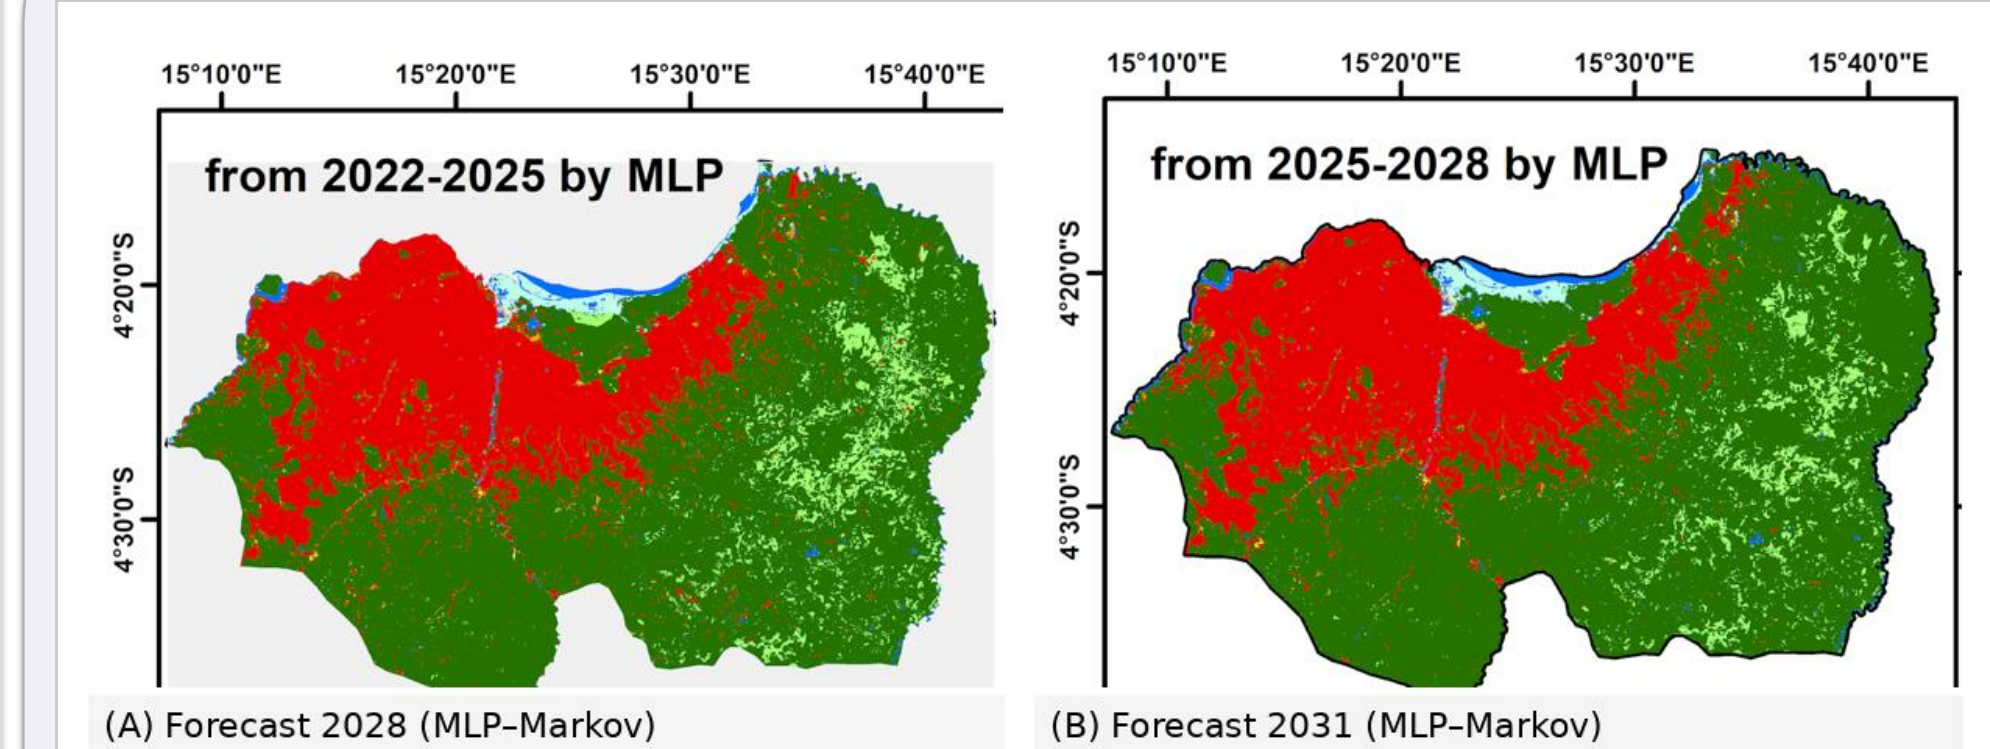 15°10'0"E 15°20'0"E 15°30'0"E 15°40'0"E
from 2022-2025 by MLP
4°20'0"S
4°30'0"S
(A) Forecast 2028 (MLP–Markov)
15°10'0"E 15°20'0"E 15°30'0"E 15°40'0"E
from 2025-2028 by MLP
4°20'0"S
4°30'0"S
(B) Forecast 2031 (MLP–Markov)